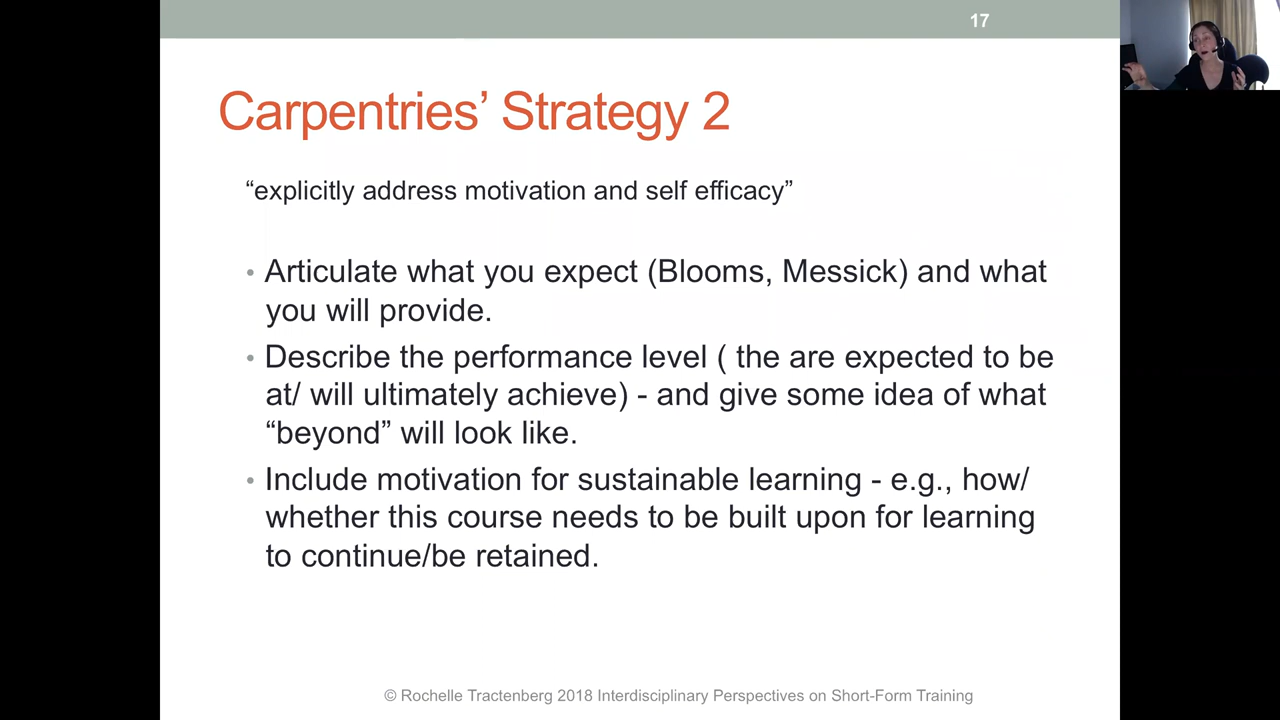 17
Carpentries’ Strategy 2
“explicitly address motivation and self efficacy”
• Articulate what you expect (Blooms, Messick) and what
you will provide.
• Describe the performance level ( the are expected to be
at/ will ultimately achieve) - and give some idea of what
“beyond” will look like.
• Include motivation for sustainable learning - e.g., how/
whether this course needs to be built upon for learning
to continue/be retained.
© Rochelle Tractenberg 2018 Interdisciplinary Perspectives on Short-Form Training